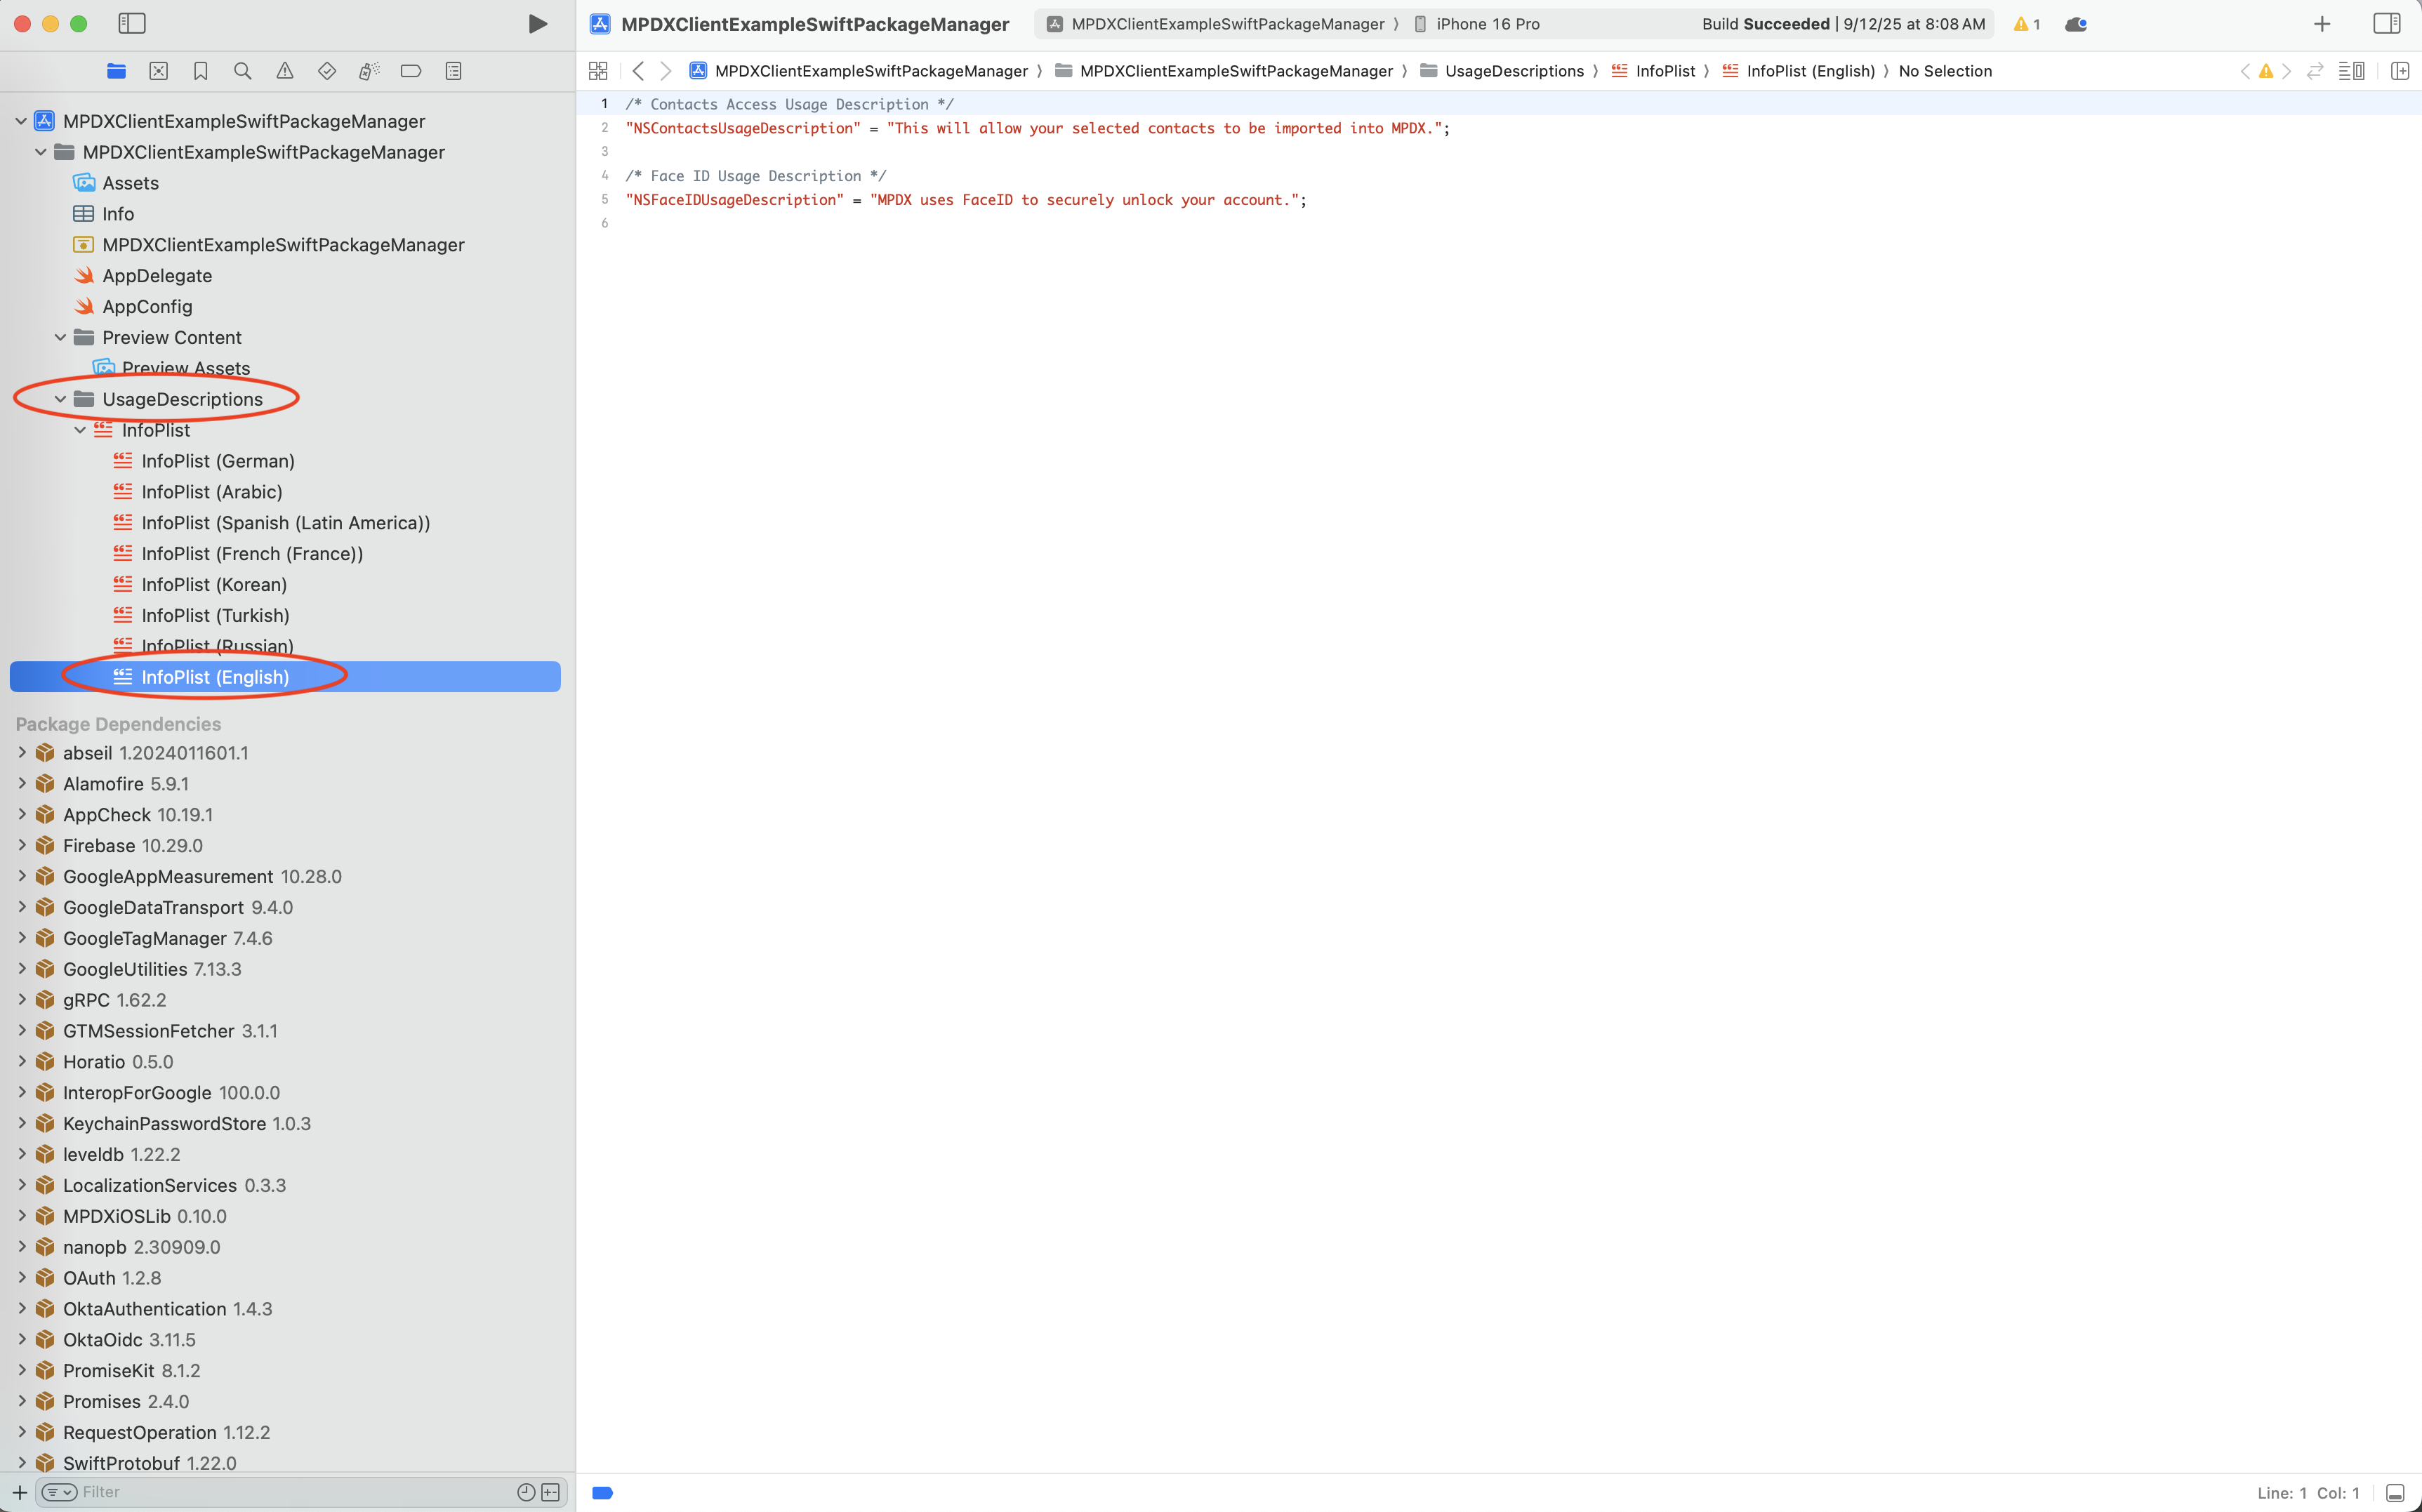 MPDXClientExampleSwiftPackageManager
MPDXClientExampleSwiftPackageManager 〉 iPhone 16 Pro
Build Succeeded | 9/12/25 at 8:08 AM
1
MPDXClientExampleSwiftPackageManager 〉 MPDXClientExampleSwiftPackageManager 〉 UsageDescriptions 〉 InfoPlist 〉 InfoPlist (English) 〉 No Selection
MPDXClientExampleSwiftPackageManager
MPDXClientExampleSwiftPackageManager
Assets
Info
MPDXClientExampleSwiftPackageManager
AppDelegate
AppConfig
Preview Content
Preview Assets
UsageDescriptions
InfoPlist
InfoPlist (German)
InfoPlist (Arabic)
InfoPlist (Spanish (Latin America))
InfoPlist (French (France))
InfoPlist (Korean)
InfoPlist (Turkish)
InfoPlist (Russian)
InfoPlist (English)
Package Dependencies
abseil 1.2024011601.1
Alamofire 5.9.1
AppCheck 10.19.1
Firebase 10.29.0
GoogleAppMeasurement 10.28.0
GoogleDataTransport 9.4.0
GoogleTagManager 7.4.6
GoogleUtilities 7.13.3
gRPC 1.62.2
GTMSessionFetcher 3.1.1
Horatio 0.5.0
InteropForGoogle 100.0.0
KeychainPasswordStore 1.0.3
leveldb 1.22.2
LocalizationServices 0.3.3
MPDXiOSLib 0.10.0
nanopb 2.30909.0
OAuth 1.2.8
OktaAuthentication 1.4.3
OktaOidc 3.11.5
PromiseKit 8.1.2
Promises 2.4.0
RequestOperation 1.12.2
SwiftProtobuf 1.22.0
Filter
1 /* Contacts Access Usage Description */
2 "NSContactsUsageDescription" = "This will allow your selected contacts to be imported into MPDX.";
3
4 /* Face ID Usage Description */
5 "NSFaceIDUsageDescription" = "MPDX uses FaceID to securely unlock your account.";
6
Line: 1 Col: 1